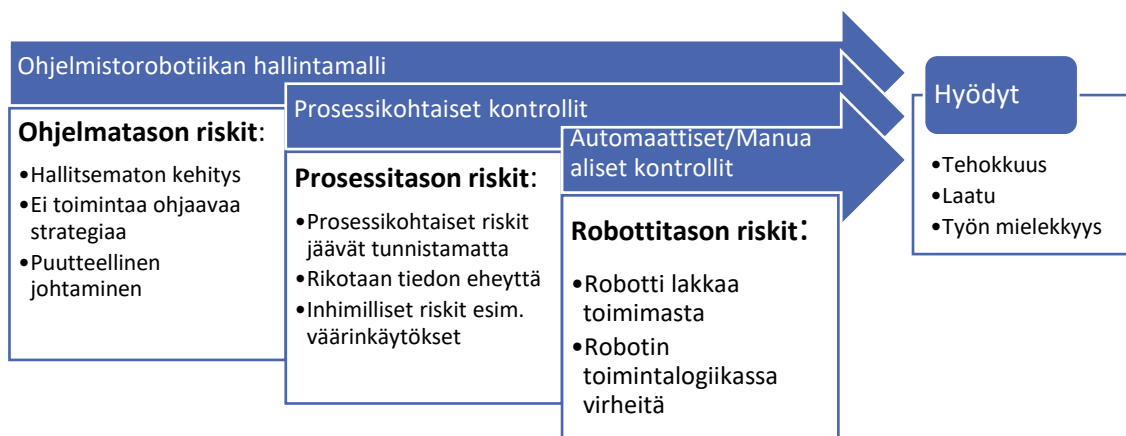 Ohjelmistorobotiikan hallintamalli
Ohjelmatason riskit:
•Hallitsematon kehitys
•Ei toimintaa ohjaavaa
strategiaa
•Puutteellinen
johtaminen
Prosessikohtaiset kontrollit
Prosessitason riskit:
•Prosessikohtaiset riskit
jäävät tunnistamatta
•Rikotaan tiedon eheyttä
•Inhimilliset riskit esim.
väärinkäytökset
Automaattiset/Manua
aliset kontrollit
Robottitason riskit:
•Robotti lakkaa
toimimasta
•Robotin
toimintalogiikassa
virheitä
Hyödyt
•Tehokkuus
•Laatu
•Työn mielekkyys